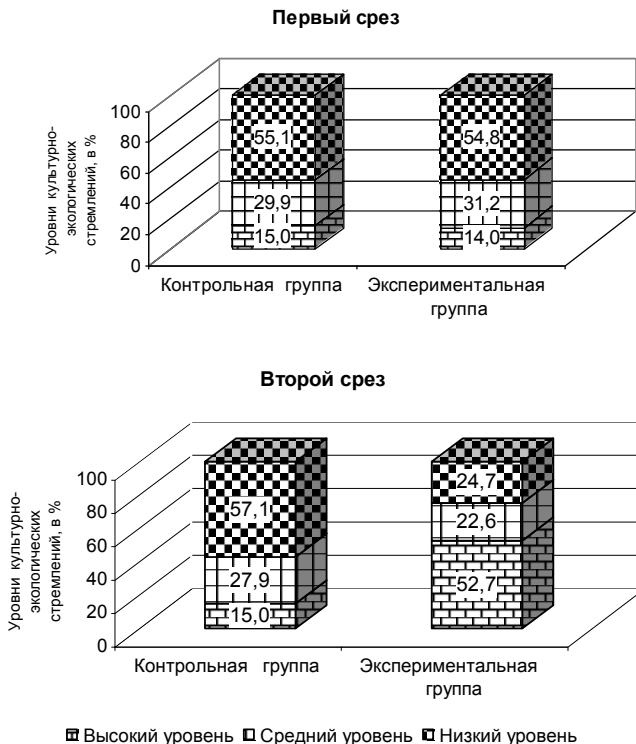 Первый срез
Уровни культурно-
экологических
стремлений, в %
100
80
60
40
20
0
55,1
29,9
15,0
54,8
31,2
14,0
Контрольная группа
Экспериментальная
группа
Второй срез
Уровни культурно-
экологических
стремлений, в %
100
80
60
40
20
0
57,1
27,9
15,0
24,7
22,6
52,7
Контрольная группа
Экспериментальная
группа
Высокий уровень Средний уровень Низкий уровень